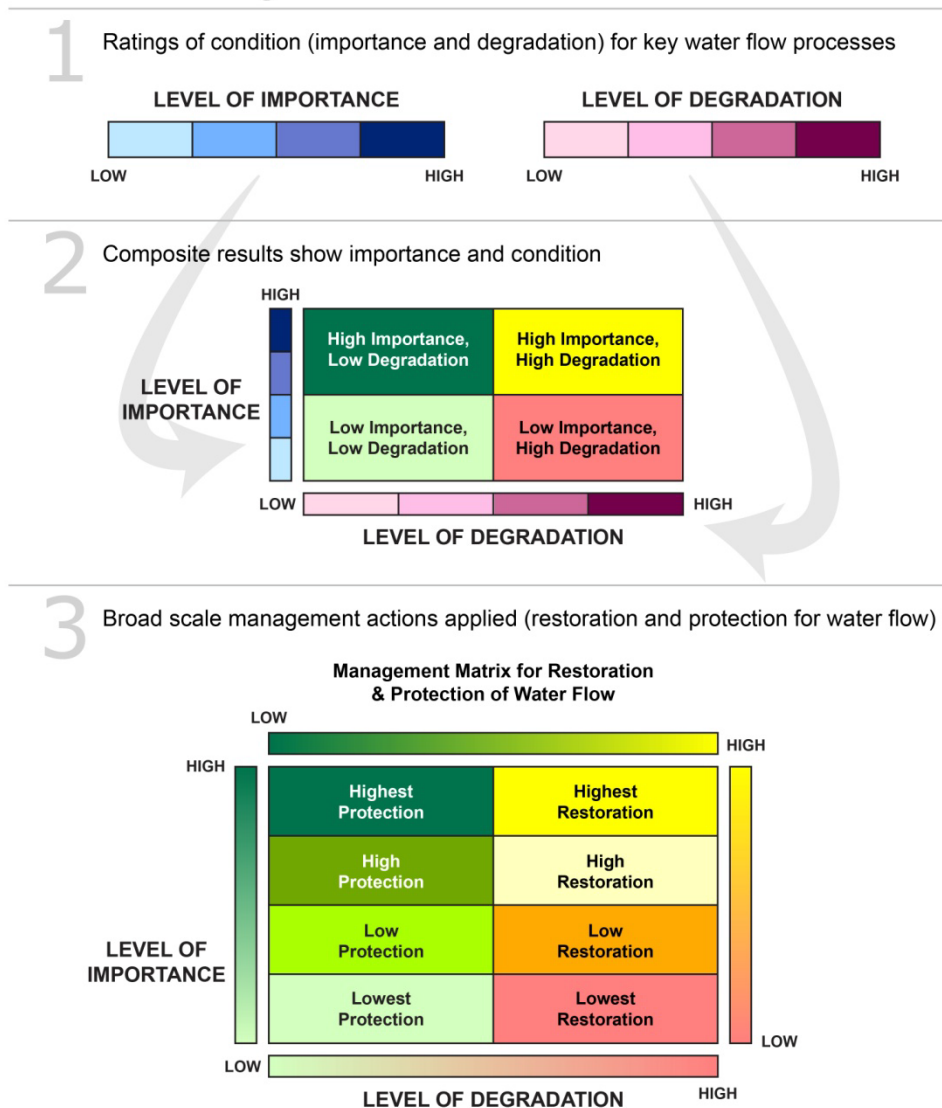 1
Ratings of condition (importance and degradation) for key water flow processes
LEVEL OF IMPORTANCE
LOW
HIGH
LEVEL OF DEGRADATION
LOW
HIGH
2
Composite results show importance and condition
HIGH
LEVEL OF
IMPORTANCE
High Importance,
Low Degradation
High Importance,
High Degradation
Low Importance,
Low Degradation
Low Importance,
High Degradation
LOW
HIGH
LEVEL OF DEGRADATION
3
Broad scale management actions applied (restoration and protection for water flow)
Management Matrix for Restoration
& Protection of Water Flow
LOW
HIGH
HIGH
Highest
Protection
Highest
Restoration
High
Protection
High
Restoration
LEVEL OF
IMPORTANCE
Low
Protection
Low
Restoration
Lowest
Protection
Lowest
Restoration
LOW
LOW
HIGH
LEVEL OF DEGRADATION